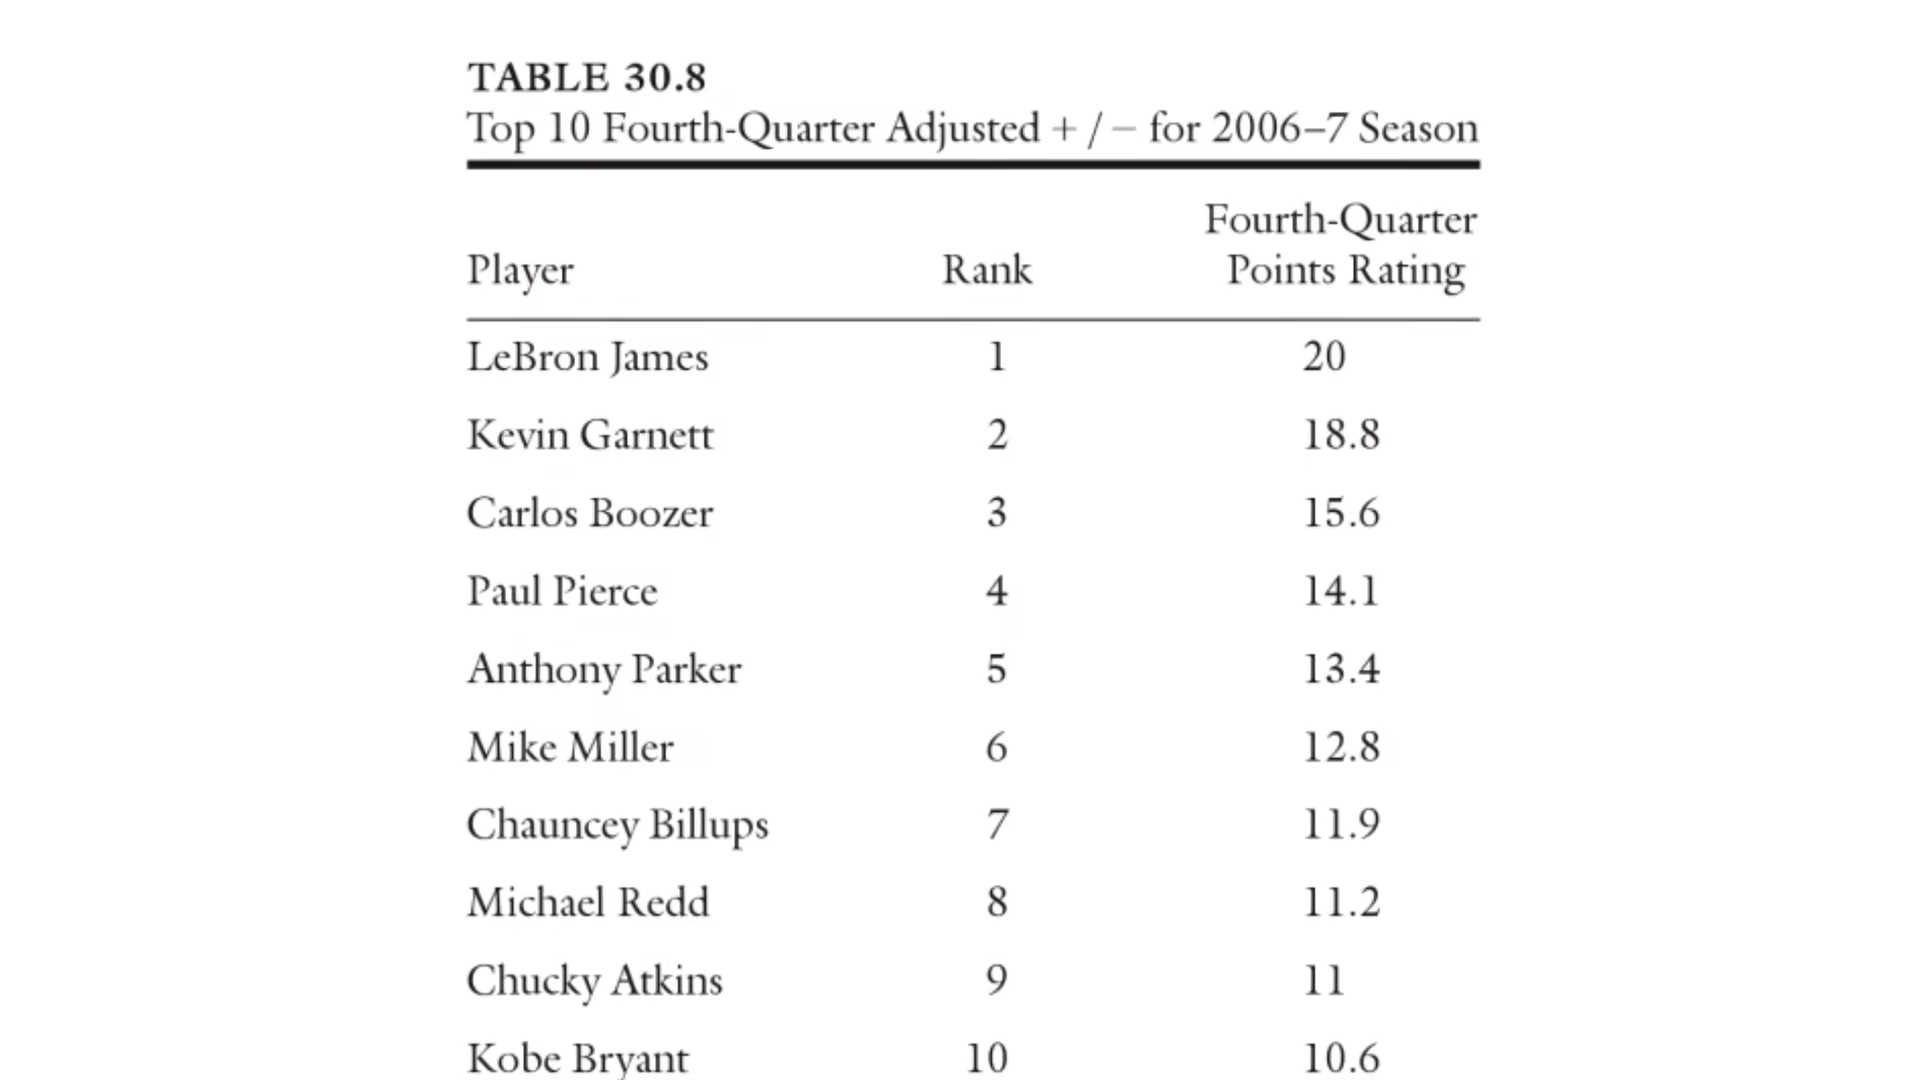 TABLE 30.8
Top 10 Fourth-Quarter Adjusted + / − for 2006–7 Season
Fourth-Quarter
Player Rank Points Rating
LeBron James 1 20
Kevin Garnett 2 18.8
Carlos Boozer 3 15.6
Paul Pierce 4 14.1
Anthony Parker 5 13.4
Mike Miller 6 12.8
Chauncey Billups 7 11.9
Michael Redd 8 11.2
Chucky Atkins 9 11
Kobe Bryant 10 10.6